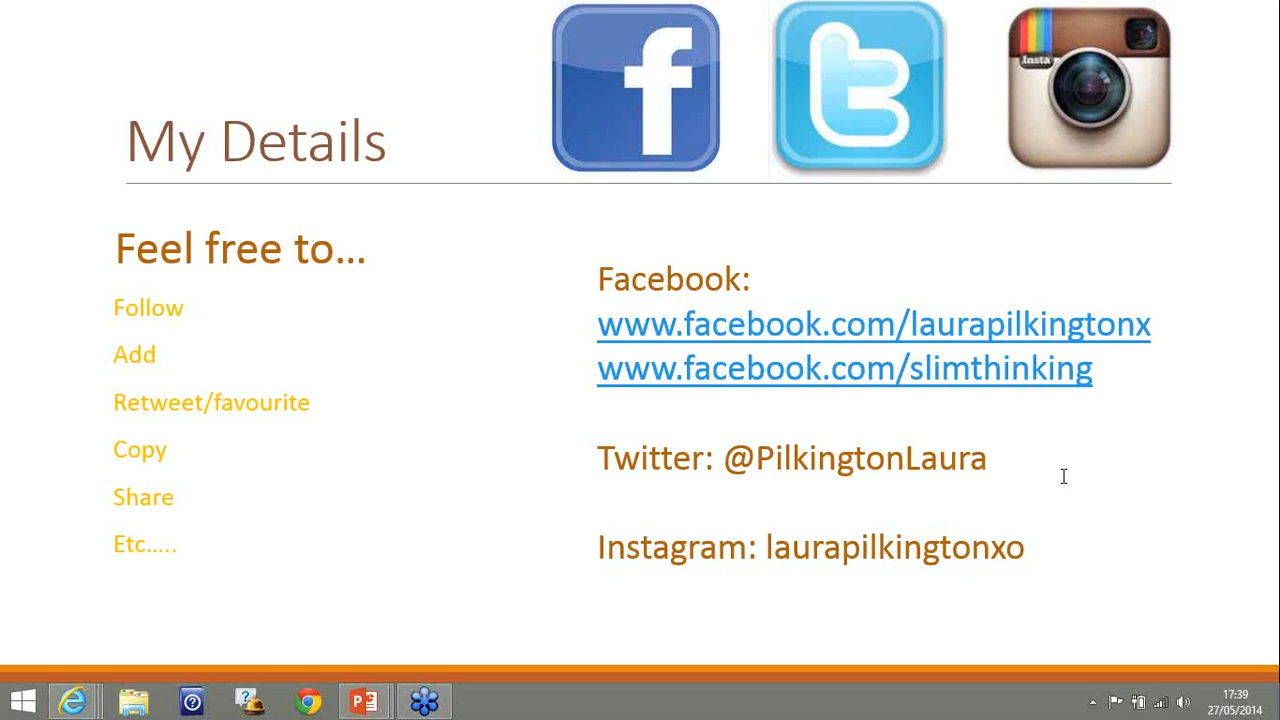 Insta
My Details
Feel free to...
Follow
Add
Retweet/favourite
Copy
Share
Etc.....
Facebook:
www.facebook.com/laurapilkingtonx
www.facebook.com/slimthinking
Twitter: @PilkingtonLaura
Instagram: laurapilkingtonxo
17:39
27/05/2014